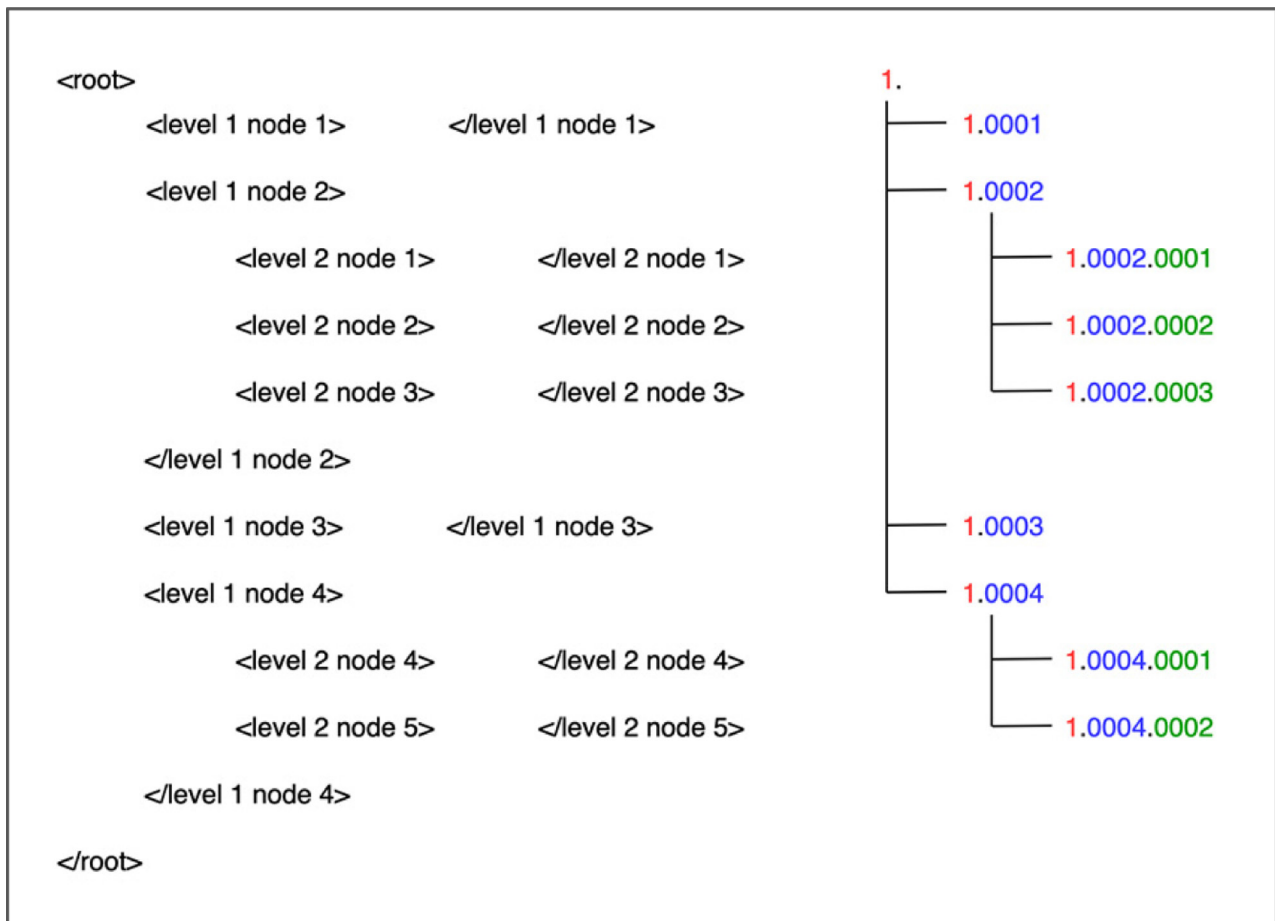 <root> 1.
<level 1 node 1> </level 1 node 1> 1.0001
<level 1 node 2> 1.0002
<level 2 node 1> </level 2 node 1> 1.0002.0001
<level 2 node 2> </level 2 node 2> 1.0002.0002
<level 2 node 3> </level 2 node 3> 1.0002.0003
</level 1 node 2>
<level 1 node 3> </level 1 node 3> 1.0003
<level 1 node 4> 1.0004
<level 2 node 4> </level 2 node 4> 1.0004.0001
<level 2 node 5> </level 2 node 5> 1.0004.0002
</level 1 node 4>
</root>